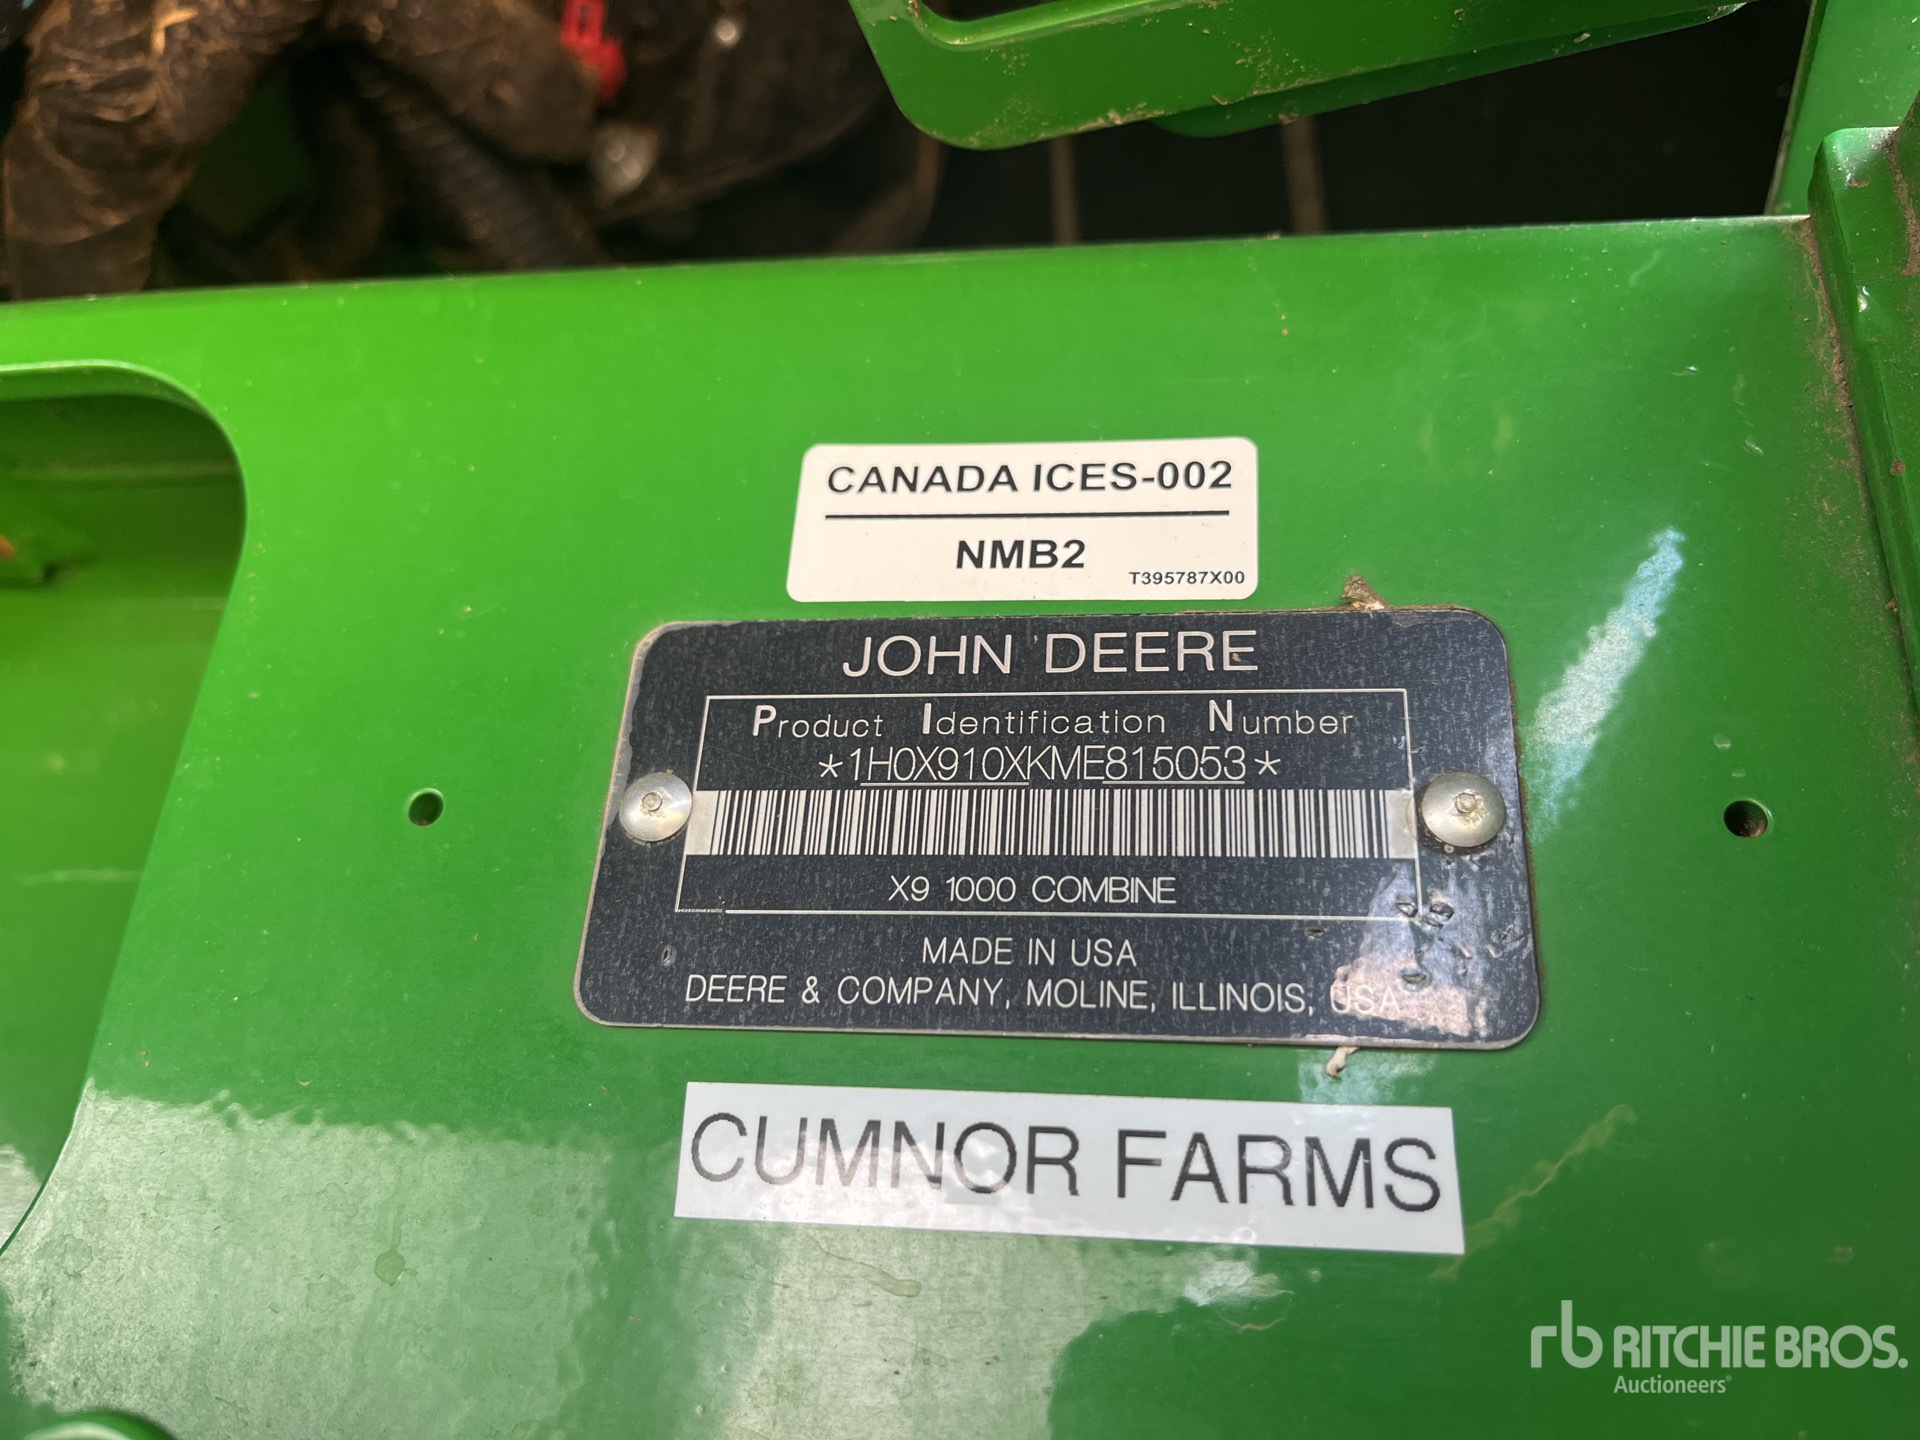 CANADA ICES-002
NMB2
T395787X00
JOHN DEERE
Product Identification Number
*1H0X910XKME815053*
X9 1000 COMBINE
MADE IN USA
DEERE & COMPANY, MOLINE, ILLINOIS, USA
CUMNOR FARMS
rb RITCHIE BROS.
Auctioneers